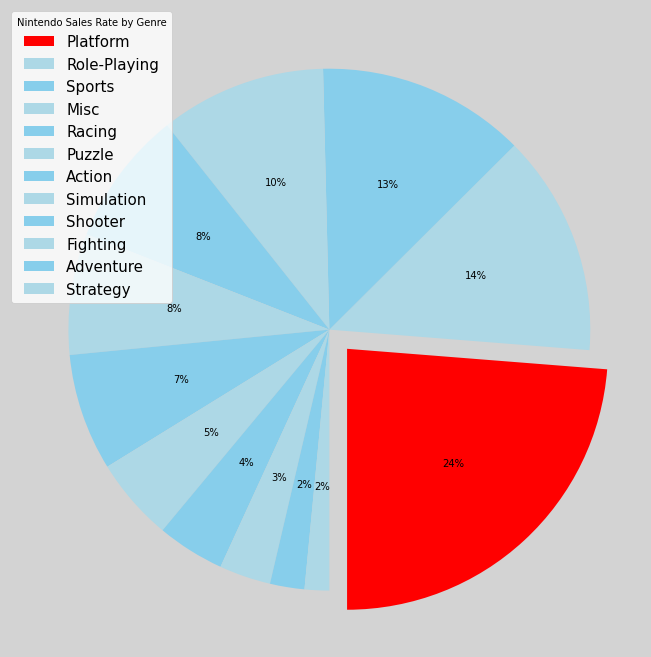 Nintendo Sales Rate by Genre
Platform
Role-Playing
Sports
Misc
Racing
Puzzle
Action
Simulation
Shooter
Fighting
Adventure
Strategy
10%
13%
8%
14%
8%
7%
5%
4%
24%
3%
2%
2%